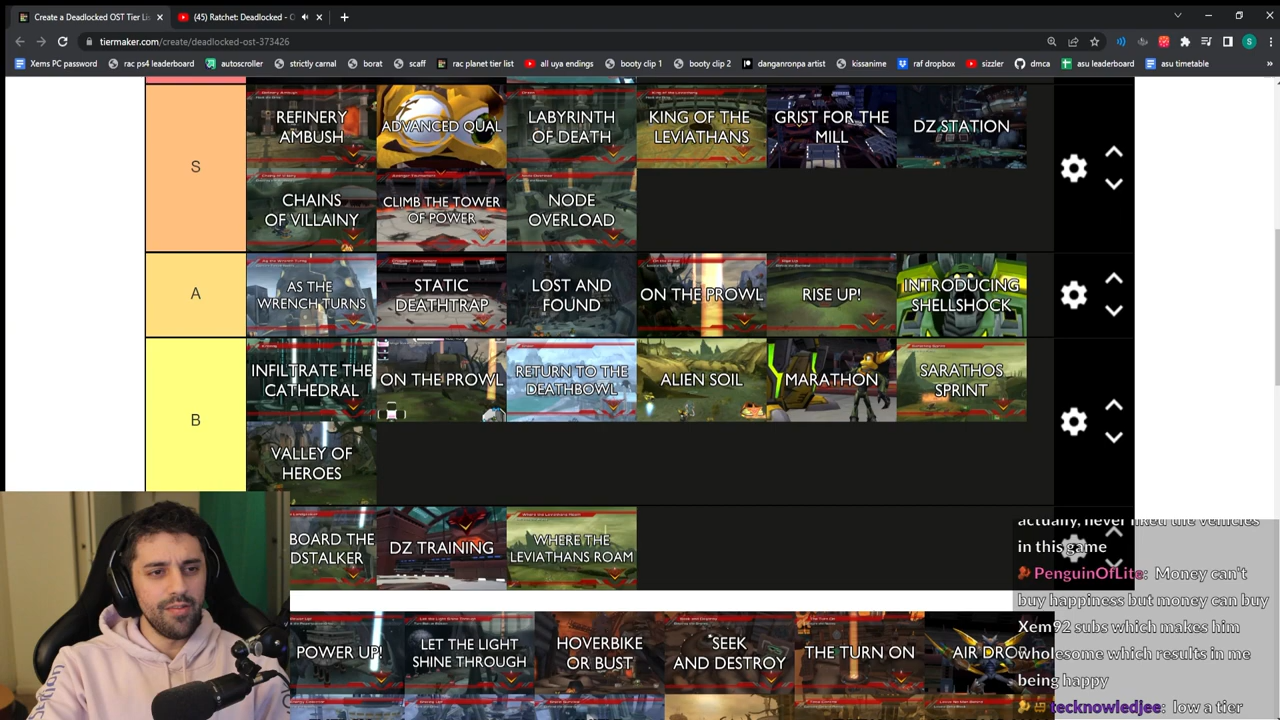 Create a Deadlocked OST Tier Lis
(45) Ratchet: Deadlocked - O
tiermaker.com/create/deadlocked-ost-373426
Xems PC password
rac ps4 leaderboard
autoscroller
strictly carnal
borat
scaff
rac planet tier list
all uya endings
booty clip 1
booty clip 2
danganronpa artist
kissanime
raf dropbox
sizzler
dmca
asu leaderboard
asu timetable
S
REFINERY
AMBUSH
ADVANCED QUAL
LABYRINTH
OF DEATH
KING OF THE
LEVIATHANS
GRIST FOR THE
MILL
DZ STATION
CHAINS
OF VILLAINY
CLIMB THE TOWER
OF POWER
NODE
OVERLOAD
A
AS THE
WRENCH TURNS
STATIC
DEATHTRAP
LOST AND
FOUND
ON THE PROWL
RISE UP!
INTRODUCING
SHELLSHOCK
B
INFILTRATE THE
CATHEDRAL
ON THE PROWL
RETURN TO THE
DEATHBOWL
ALIEN SOIL
MARATHON
SARATHOS
SPRINT
VALLEY OF
HEROES
BOARD THE
DSTALKER
DZ TRAINING
WHERE THE
LEVIATHANS ROAM
POWER UP!
LET THE LIGHT
SHINE THROUGH
HOVERBIKE
OR BUST
SEEK
AND DESTROY
THE TURN ON
AIR DRO
actually, never liked the vehicles
in this game
PenguinOfLite: Money can't
buy happiness but money can buy
Xem92 subs which makes him
wholesome which results in me
being happy
tecknowledjee: low a tier